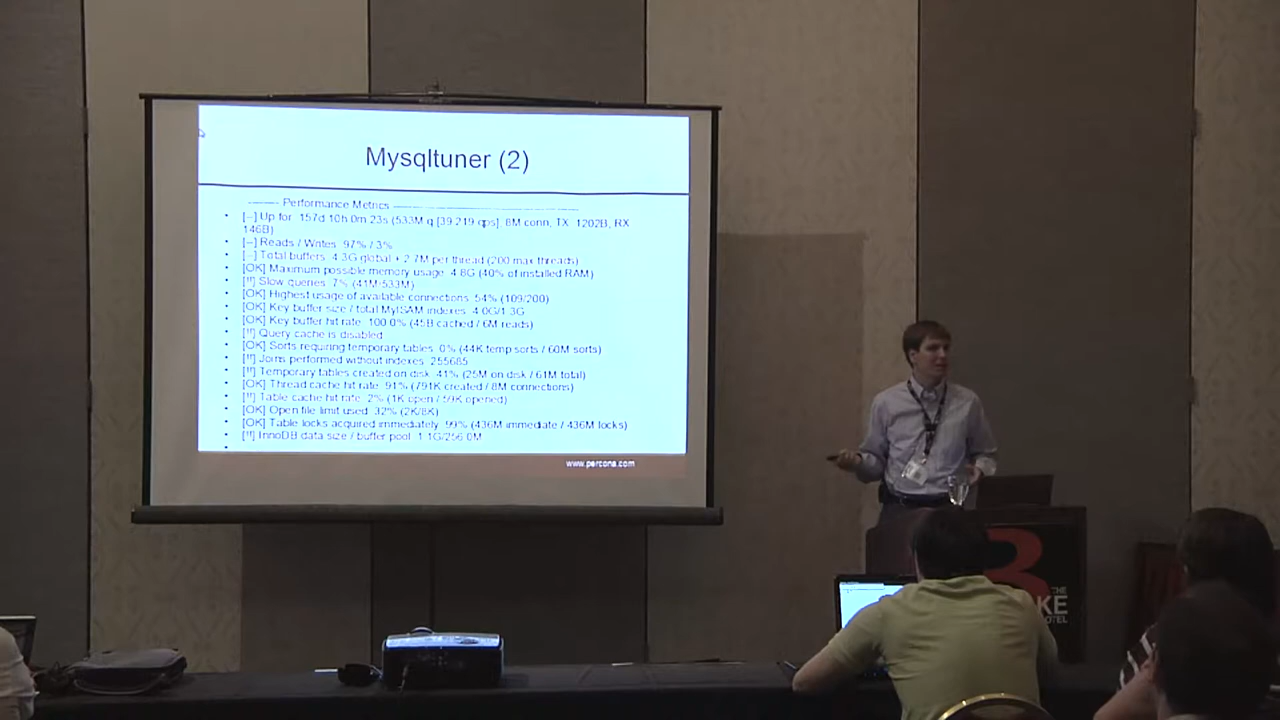 Mysqltuner (2)
------- Performance Metrics -------------------------------------------------
• [--] Up for: 157d 10h 0m 23s (533M q [39.219 qps], 8M conn, TX: 1202B, RX:
146B)
• [--] Reads / Writes: 97% / 3%
• [--] Total buffers: 4.3G global + 2.7M per thread (200 max threads)
• [OK] Maximum possible memory usage: 4.8G (40% of installed RAM)
• [!!] Slow queries: 7% (41M/533M)
• [OK] Highest usage of available connections: 54% (109/200)
• [OK] Key buffer size / total MyISAM indexes: 4.0G/1.3G
• [OK] Key buffer hit rate: 100.0% (45B cached / 6M reads)
• [!!] Query cache is disabled
• [OK] Sorts requiring temporary tables: 0% (44K temp sorts / 60M sorts)
• [!!] Joins performed without indexes: 255685
• [!!] Temporary tables created on disk: 41% (25M on disk / 61M total)
• [OK] Thread cache hit rate: 91% (791K created / 8M connections)
• [!!] Table cache hit rate: 2% (1K open / 59K opened)
• [OK] Open file limit used: 32% (2K/8K)
• [OK] Table locks acquired immediately: 99% (436M immediate / 436M locks)
• [!!] InnoDB data size / buffer pool: 1.1G/256.0M
www.percona.com
THE
KE
OTEL